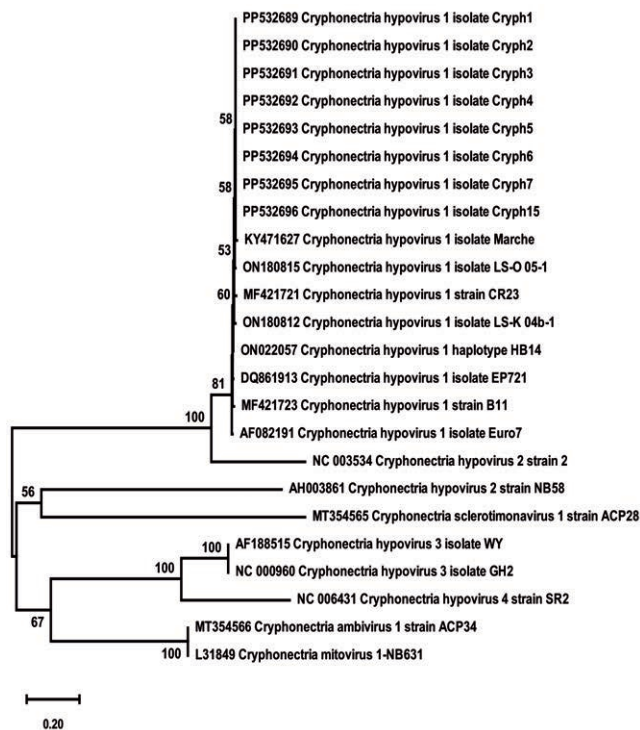 PP532689 Cryphonectria hypovirus 1 isolate Cryph1
PP532690 Cryphonectria hypovirus 1 isolate Cryph2
PP532691 Cryphonectria hypovirus 1 isolate Cryph3
PP532692 Cryphonectria hypovirus 1 isolate Cryph4
58
PP532693 Cryphonectria hypovirus 1 isolate Cryph5
PP532694 Cryphonectria hypovirus 1 isolate Cryph6
58
PP532695 Cryphonectria hypovirus 1 isolate Cryph7
PP532696 Cryphonectria hypovirus 1 isolate Cryph15
KY471627 Cryphonectria hypovirus 1 isolate Marche
53
ON180815 Cryphonectria hypovirus 1 isolate LS-O 05-1
60
MF421721 Cryphonectria hypovirus 1 strain CR23
ON180812 Cryphonectria hypovirus 1 isolate LS-K 04b-1
ON022057 Cryphonectria hypovirus 1 haplotype HB14
81
DQ861913 Cryphonectria hypovirus 1 isolate EP721
MF421723 Cryphonectria hypovirus 1 strain B11
100
AF082191 Cryphonectria hypovirus 1 isolate Euro7
NC 003534 Cryphonectria hypovirus 2 strain 2
56
AH003861 Cryphonectria hypovirus 2 strain NB58
MT354565 Cryphonectria sclerotimonavirus 1 strain ACP28
AF188515 Cryphonectria hypovirus 3 isolate WY
100
100
NC 000960 Cryphonectria hypovirus 3 isolate GH2
NC 006431 Cryphonectria hypovirus 4 strain SR2
67
MT354566 Cryphonectria ambivirus 1 strain ACP34
100
L31849 Cryphonectria mitovirus 1-NB631
0.20